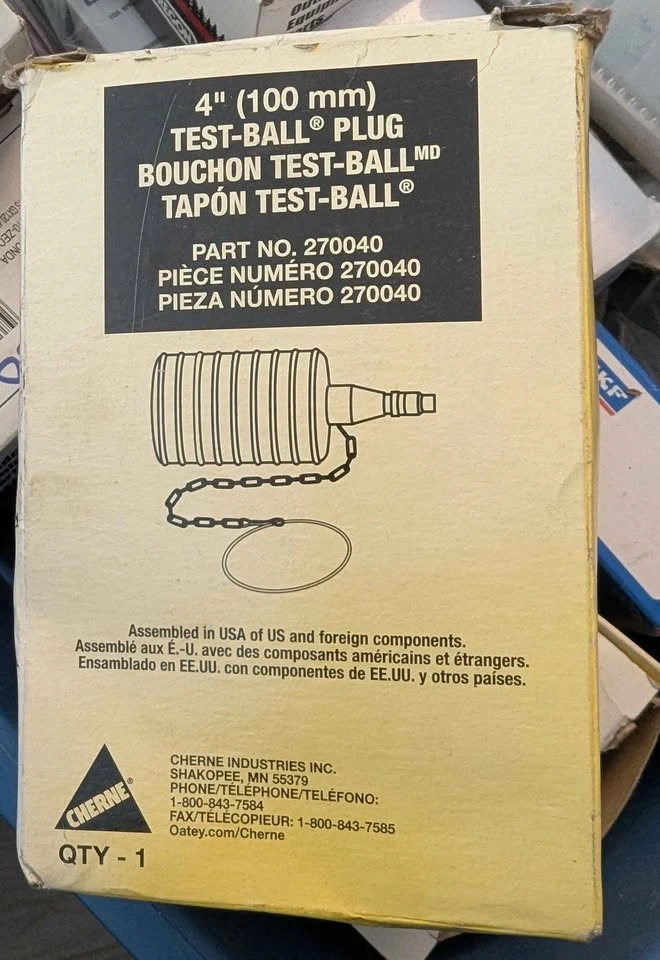 4" (100 mm)
TEST-BALL® PLUG
BOUCHON TEST-BALLMD
TAPÓN TEST-BALL®
PART NO. 270040
PIÈCE NUMÉRO 270040
PIEZA NÚMERO 270040
Assembled in USA of US and foreign components.
Assemblé aux É.-U. avec des composants américains et étrangers.
Ensamblado en EE.UU. con componentes de EE.UU. y otros países.
CHERNE®
QTY - 1
CHERNE INDUSTRIES INC.
SHAKOPEE, MN 55379
PHONE/TÉLÉPHONE/TELÉFONO:
1-800-843-7584
FAX/TÉLÉCOPIEUR: 1-800-843-7585
Oatey.com/Cherne
SKF